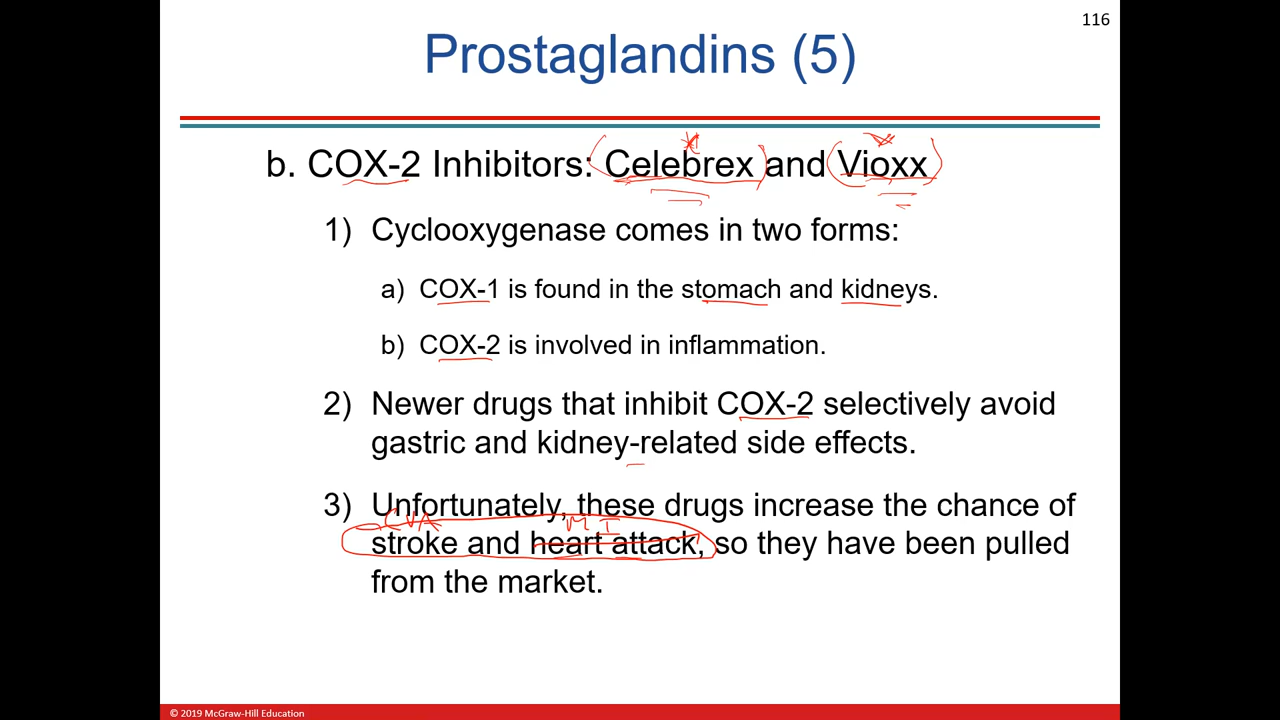 116
Prostaglandins (5)
b. COX-2 Inhibitors: Celebrex and Vioxx
1) Cyclooxygenase comes in two forms:
a) COX-1 is found in the stomach and kidneys.
b) COX-2 is involved in inflammation.
2) Newer drugs that inhibit COX-2 selectively avoid
gastric and kidney-related side effects.
3) Unfortunately, these drugs increase the chance of
CVA MI
stroke and heart attack, so they have been pulled
from the market.
© 2019 McGraw-Hill Education